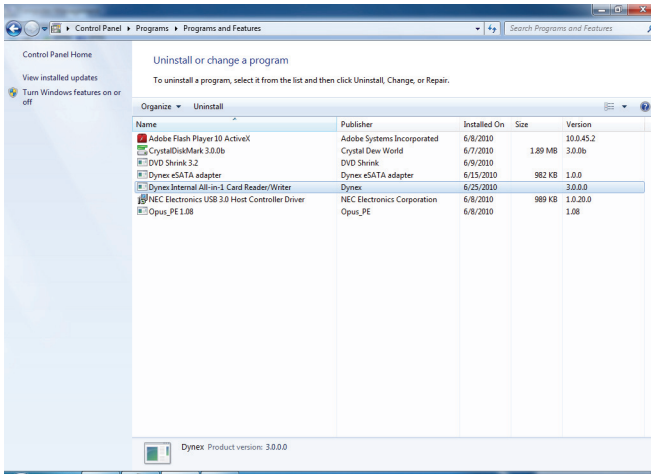 Control Panel ▸ Programs ▸ Programs and Features
Search Programs and Features
Control Panel Home
View installed updates
Turn Windows features on or
off
Uninstall or change a program
To uninstall a program, select it from the list and then click Uninstall, Change, or Repair.
Organize Uninstall
Name Publisher Installed On Size Version
Adobe Flash Player 10 ActiveX Adobe Systems Incorporated 6/8/2010 10.0.45.2
CrystalDiskMark 3.0.0b Crystal Dew World 6/7/2010 1.89 MB 3.0.0b
DVD Shrink 3.2 DVD Shrink 6/9/2010
Dynex eSATA adapter Dynex eSATA adapter 6/15/2010 982 KB 1.0.0
Dynex Internal All-in-1 Card Reader/Writer Dynex 6/25/2010 3.0.0.0
NEC Electronics USB 3.0 Host Controller Driver NEC Electronics Corporation 6/8/2010 989 KB 1.0.20.0
Opus_PE 1.08 Opus_PE 6/8/2010 1.08
Dynex Product version: 3.0.0.0